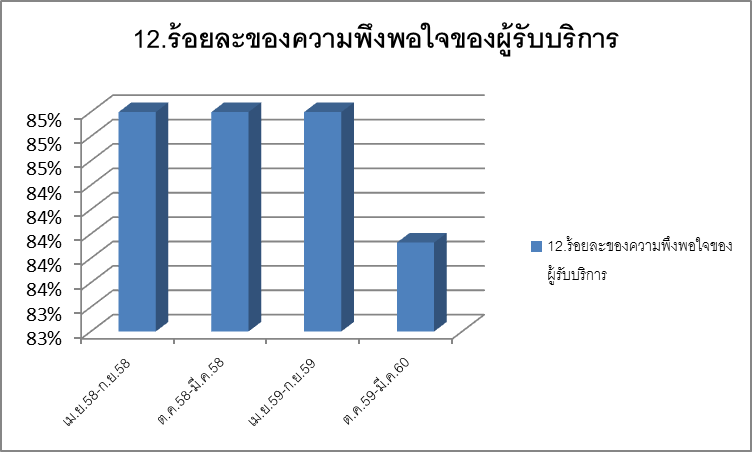 12.ร้อยละของความพึงพอใจของผู้รับบริการ
85%
85%
85%
84%
84%
84%
84%
84%
83%
83%
เม.ย.58-ก.ย.58
ต.ค.58-มี.ค.58
เม.ย.59-ก.ย.59
ต.ค.59-มี.ค.60
12.ร้อยละของความพึงพอใจของ
ผู้รับบริการ